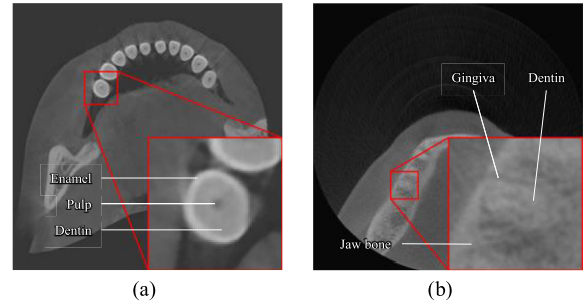 Gingiva
Dentin
Enamel
Pulp
Dentin
Jaw bone
(a)
(b)